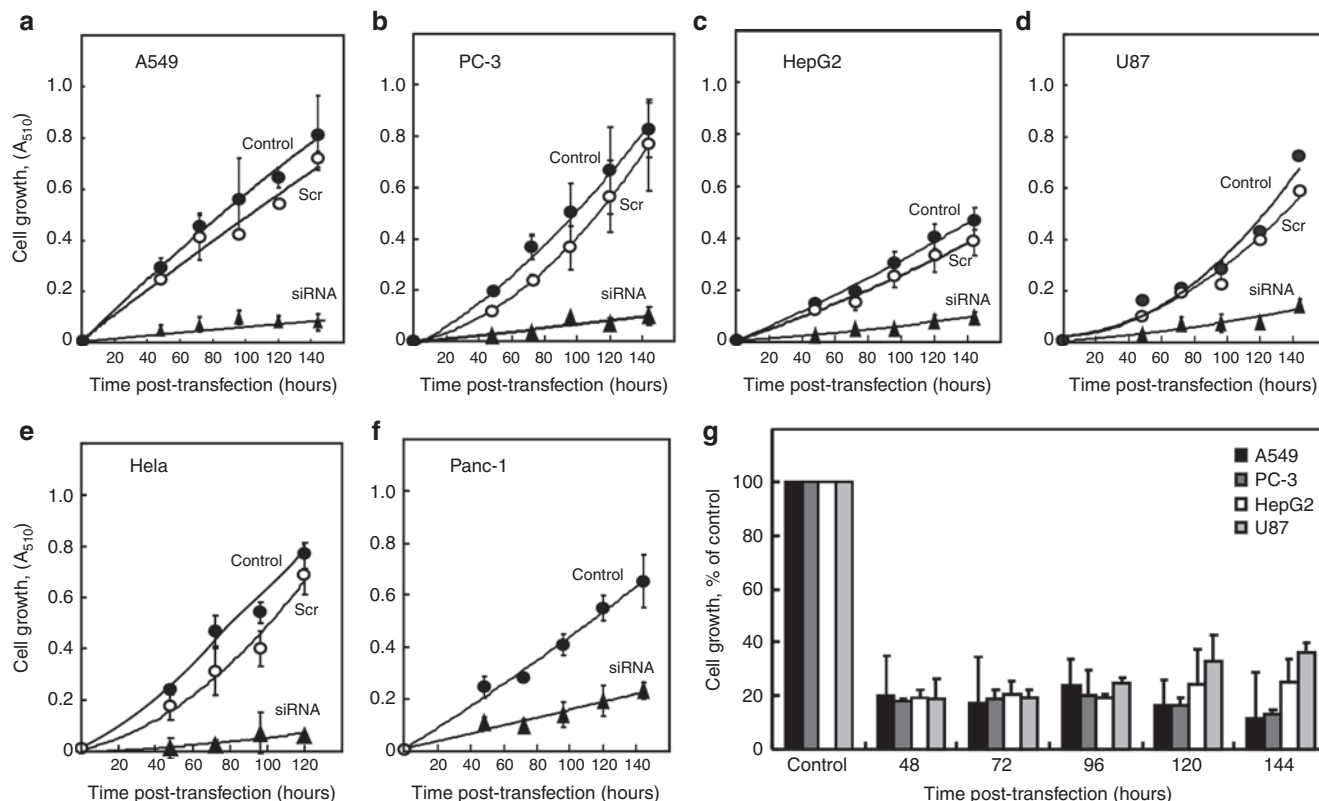 a
A549
1.0
0.8
0.6
0.4
0.2
0
Cell growth, (A510)
Control
Scr
siRNA
20 40 60 80 100 120 140
Time post-transfection (hours)
b
PC-3
1.0
0.8
0.6
0.4
0.2
0
Control
Scr
siRNA
20 40 60 80 100 120 140
Time post-transfection (hours)
c
HepG2
1.0
0.8
0.6
0.4
0.2
0
Control
Scr
siRNA
20 40 60 80 100 120 140
Time post-transfection (hours)
d
U87
1.0
0.8
0.6
0.4
0.2
0
Control
Scr
siRNA
20 40 60 80 100 120 140
Time post-transfection (hours)
e
Hela
1.0
0.8
0.6
0.4
0.2
0
Cell growth, (A510)
Control
Scr
siRNA
20 40 60 80 100 120 140
Time post-transfection (hours)
f
Panc-1
1.0
0.8
0.6
0.4
0.2
0
Control
siRNA
20 40 60 80 100 120 140
Time post-transfection (hours)
g
A549
PC-3
HepG2
U87
100
80
60
40
20
0
Cell growth, % of control
Control 48 72 96 120 144
Time post-transfection (hours)